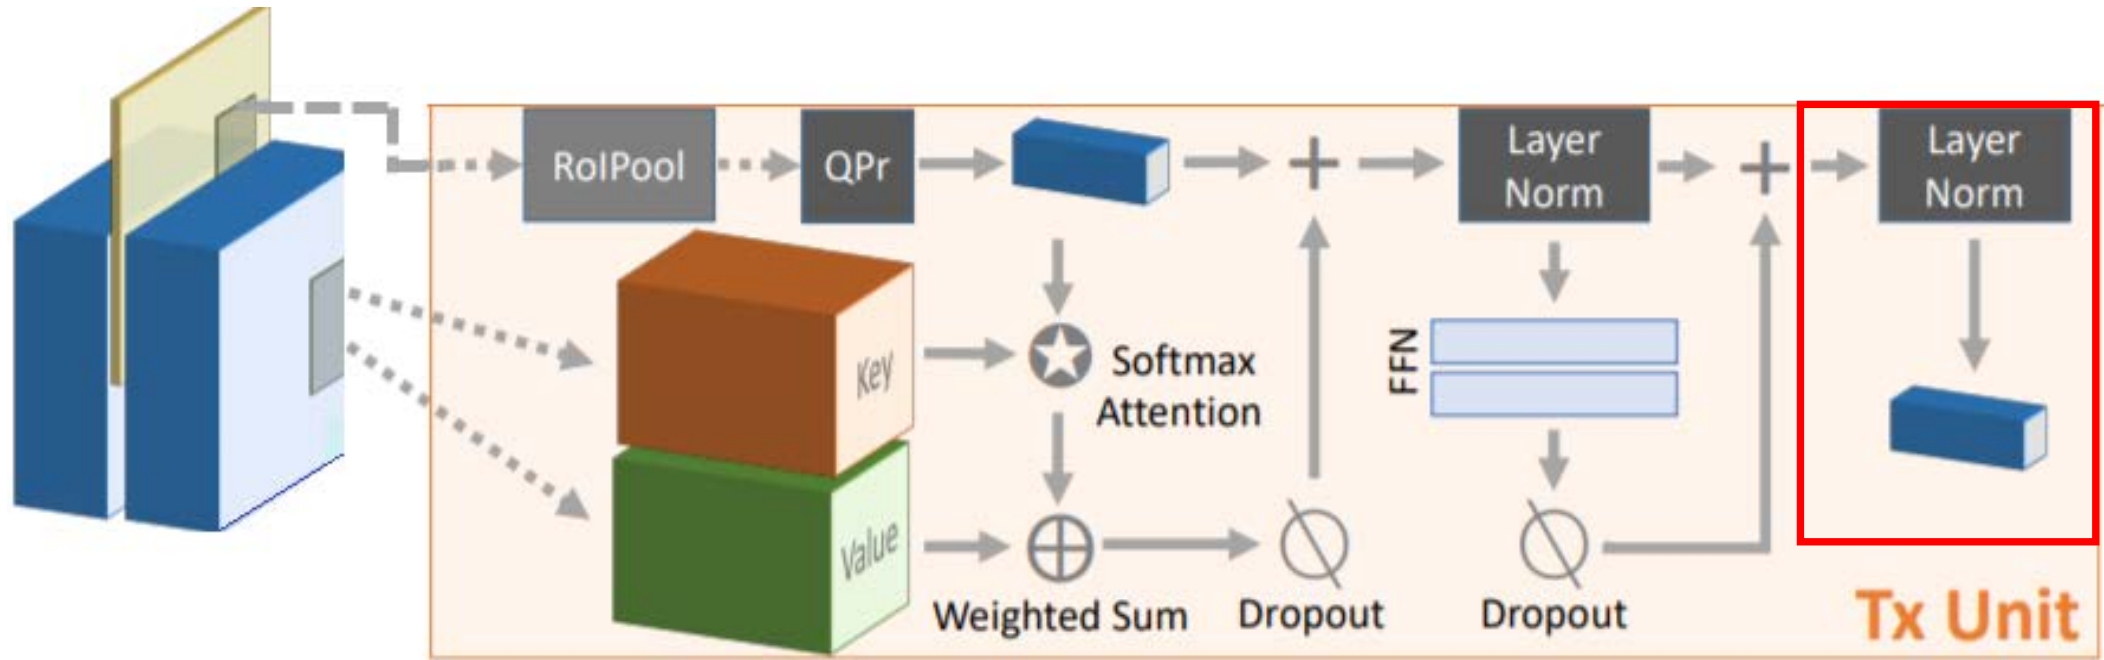 RoIPool
QPr
Layer
Norm
Layer
Norm
Key
Softmax
Attention
FFN
Value
Weighted Sum
Dropout
Dropout
Tx Unit